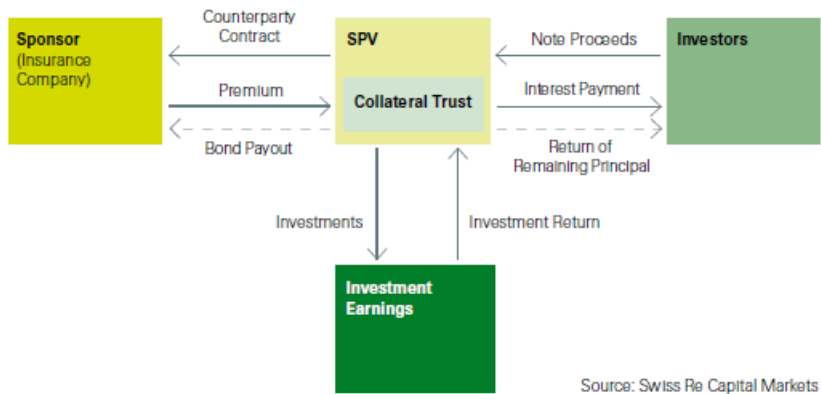 Counterparty
Contract
Sponsor
(Insurance
Company)
SPV
Note Proceeds
Investors
Premium
Collateral Trust
Interest Payment
Bond Payout
Return of
Remaining Principal
Investments
Investment Return
Investment
Earnings
Source: Swiss Re Capital Markets